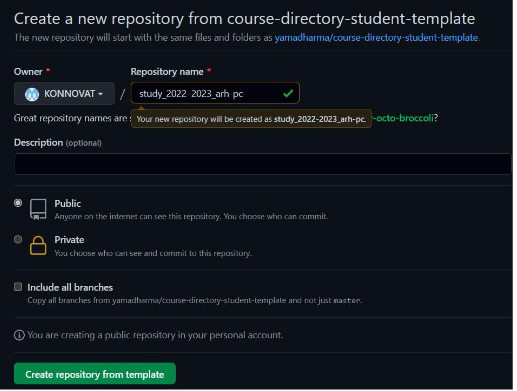 Create a new repository from course-directory-student-template
The new repository will start with the same files and folders as yamadharma/course-directory-student-template.
Owner * Repository name *
KONNOVAT / study_2022-2023_arh pc
Great repository names are s -octo-broccoli?
Your new repository will be created as study_2022-2023_arh-pc.
Description (optional)
Public
Anyone on the internet can see this repository. You choose who can commit.
Private
You choose who can see and commit to this repository.
Include all branches
Copy all branches from yamadharma/course-directory-student-template and not just master.
You are creating a public repository in your personal account.
Create repository from template